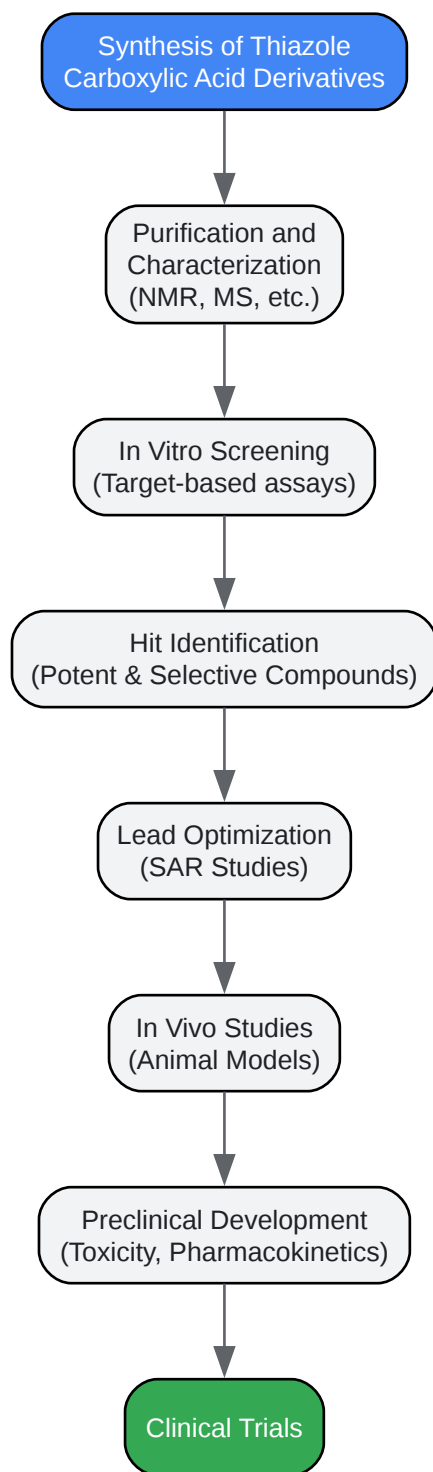 Synthesis of Thiazole
Carboxylic Acid Derivatives
Purification and
Characterization
(NMR, MS, etc.)
In Vitro Screening
(Target-based assays)
Hit Identification
(Potent & Selective Compounds)
Lead Optimization
(SAR Studies)
In Vivo Studies
(Animal Models)
Preclinical Development
(Toxicity, Pharmacokinetics)
Clinical Trials